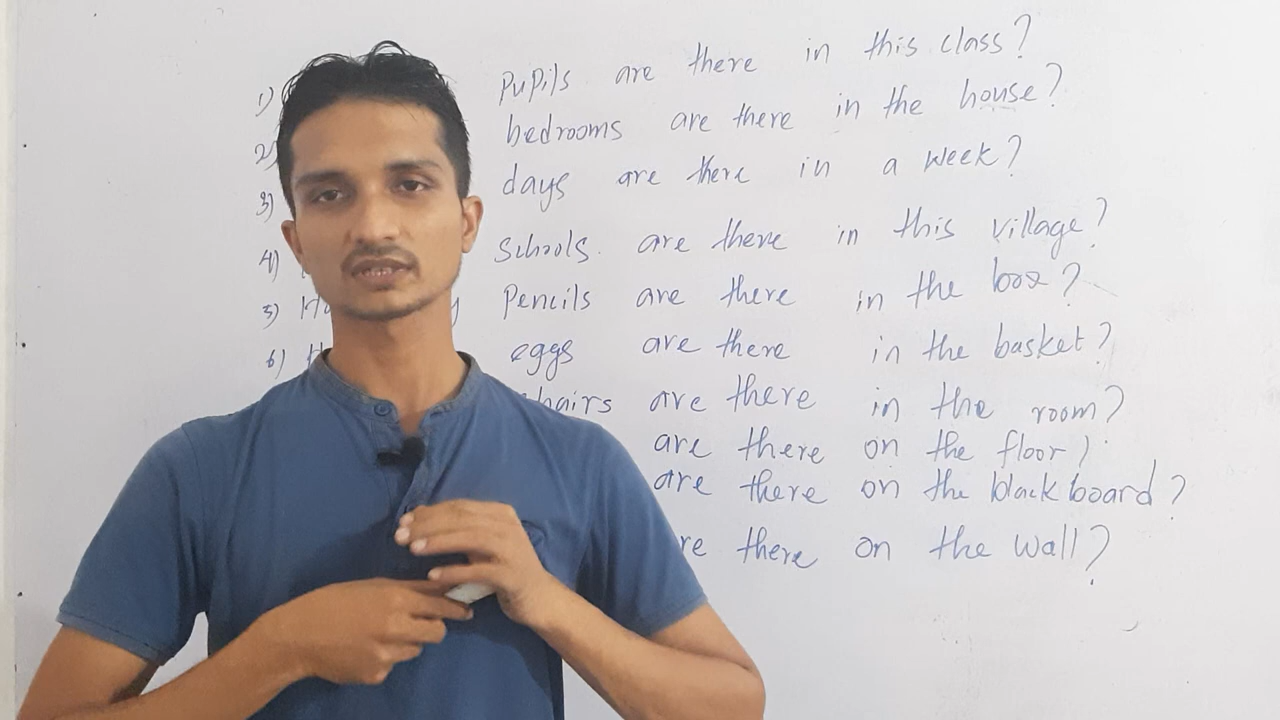 1) Pupils are there in this class?
2) bedrooms are there in the house?
3) days are there in a week?
4) schools. are there in this village?
5) Pencils are there in the box?
6) eggs are there in the basket?
are there in the room?
are there on the floor?
are there on the black board?
there on the wall?